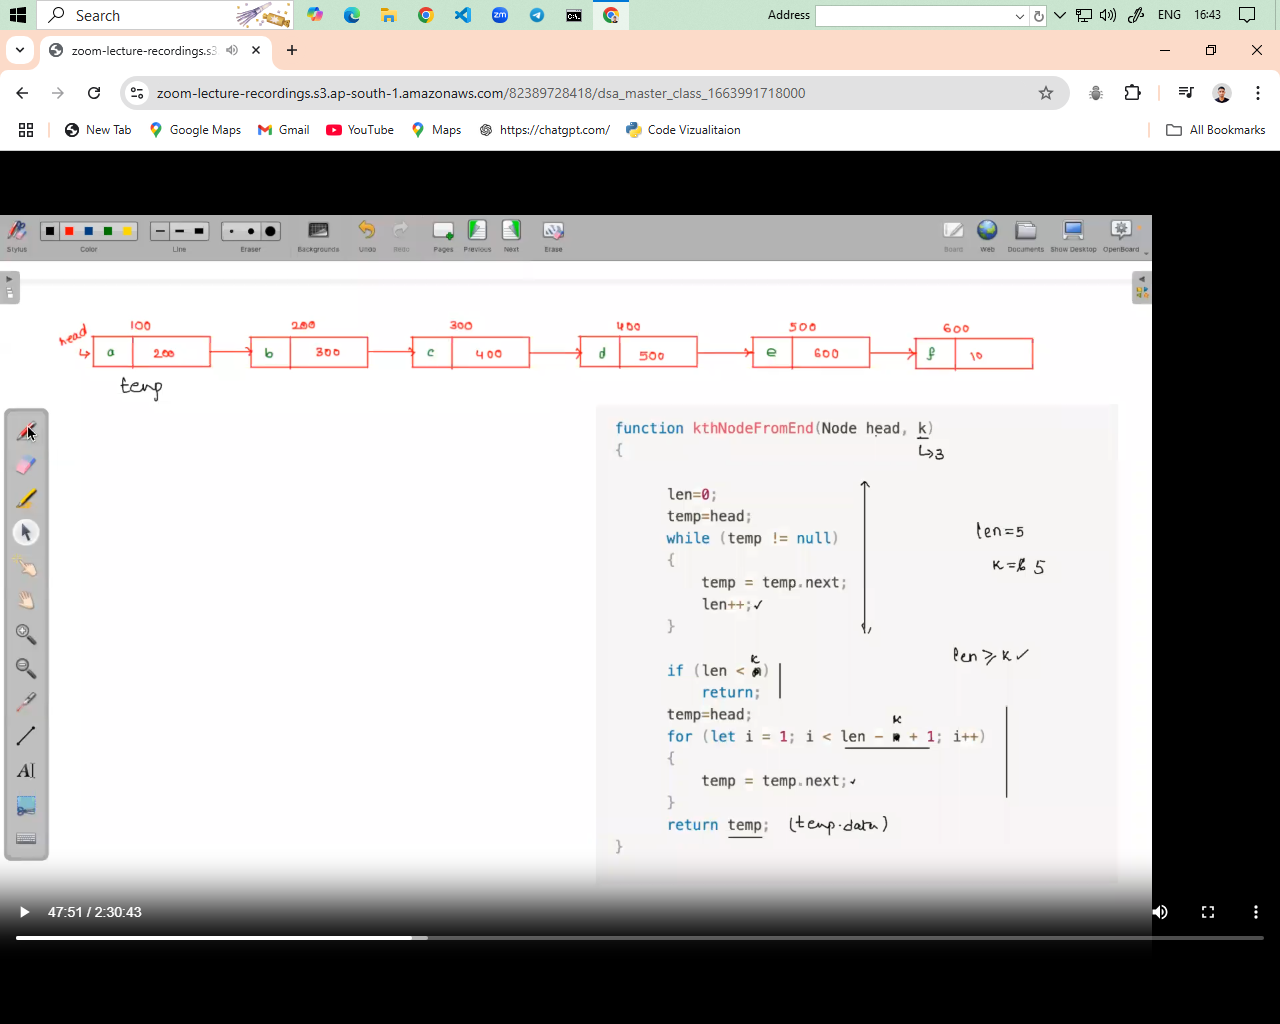 Search
Address
ENG
16:43
zoom-lecture-recordings.s3
zoom-lecture-recordings.s3.ap-south-1.amazonaws.com/82389728418/dsa_master_class_1663991718000
New Tab
Google Maps
Gmail
YouTube
Maps
https://chatgpt.com/
Code Vizualitaion
All Bookmarks
Stylus
Color
Line
Eraser
Backgrounds
Undo
Redo
Pages
Previous
Next
Erase
Board
Web
Documents
Show Desktop
OpenBoard
100 200 300 400 500 600
head
a 200 b 300 c 400 d 500 e 600 f 10
temp
function kthNodeFromEnd(Node head, k)
{
↳3
len=0;
temp=head;
while (temp != null)
{
temp = temp.next;
len++;✓
}
len=5
k=6 5
len ≥ k ✓
k
if (len < )
return;
temp=head;
k
for (let i = 1; i < len - + 1; i++)
{
temp = temp.next;✓
}
return temp; (temp.data)
}
AI
47:51 / 2:30:43